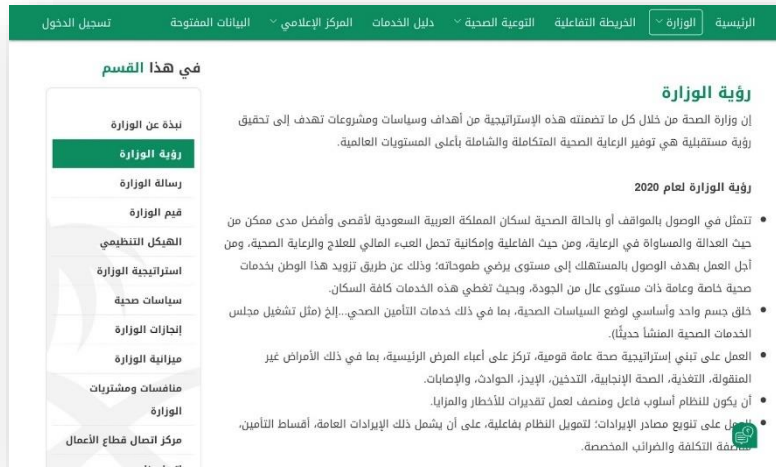 الرئيسية
الوزارة
الخريطة التفاعلية
التوعية الصحية
دليل الخدمات
المركز الإعلامي
البيانات المفتوحة
تسجيل الدخول
رؤية الوزارة
إن وزارة الصحة من خلال كل ما تضمنته هذه الإستراتيجية من أهداف وسياسات ومشروعات تهدف إلى تحقيق
رؤية مستقبلية هي توفير الرعاية الصحية المتكاملة والشاملة بأعلى المستويات العالمية.
رؤية الوزارة لعام 2020
• تتمثل في الوصول بالمواقف أو بالحالة الصحية لسكان المملكة العربية السعودية لأقصى وأفضل مدى ممكن من
حيث العدالة والمساواة في الرعاية، ومن حيث الفاعلية وإمكانية تحمل العبء المالي للعلاج والرعاية الصحية، ومن
أجل العمل بهدف الوصول بالمستهلك إلى مستوى يرضي طموحاته؛ وذلك عن طريق تزويد هذا الوطن بخدمات
صحية خاصة وعامة ذات مستوى عال من الجودة، وبحيث تغطي هذه الخدمات كافة السكان.
• خلق جسم واحد وأساسي لوضع السياسات الصحية، بما في ذلك خدمات التأمين الصحي...إلخ (مثل تشغيل مجلس
الخدمات الصحية المنشأ حديثًا).
• العمل على تبني إستراتيجية صحة عامة قومية، تركز على أعباء المرض الرئيسية، بما في ذلك الأمراض غير
المنقولة، التغذية، الصحة الإنجابية، التدخين، الإيدز، الحوادث، والإصابات.
• أن يكون للنظام أسلوب فاعل ومنصف لعمل تقديرات للأخطار والمزايا.
• العمل على تنويع مصادر الإيرادات؛ لتمويل النظام بفاعلية، على أن يشمل ذلك الإيرادات العامة، أقساط التأمين،
التكلفة والضرائب المخصصة.
في هذا القسم
نبذة عن الوزارة
رؤية الوزارة
رسالة الوزارة
قيم الوزارة
الهيكل التنظيمي
استراتيجية الوزارة
سياسات صحية
إنجازات الوزارة
ميزانية الوزارة
منافسات ومشتريات
الوزارة
مركز اتصال قطاع الأعمال